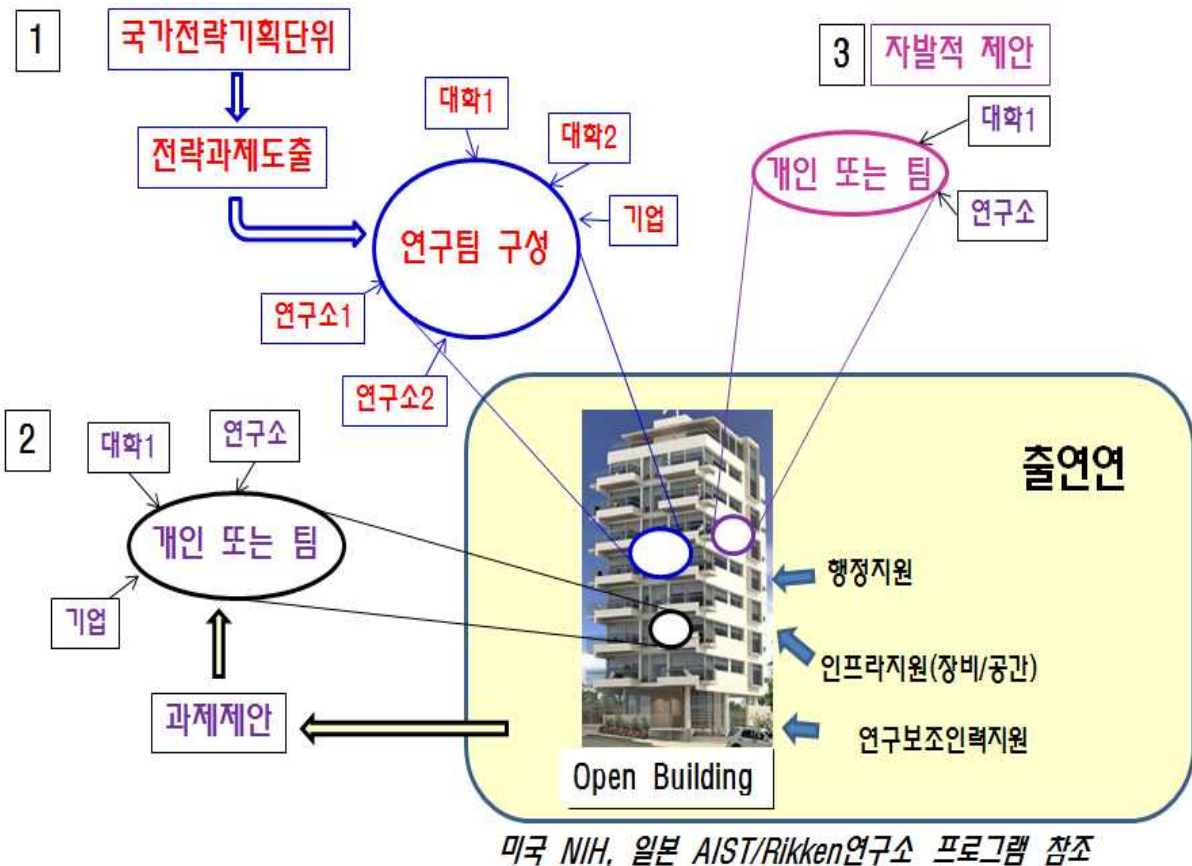 1
국가전략기획단위
전략과제도출
대학1
대학2
기업
연구팀 구성
연구소1
연구소2
3
자발적 제안
대학1
개인 또는 팀
연구소
2
대학1
연구소
개인 또는 팀
기업
과제제안
출연연
행정지원
인프라지원(장비/공간)
연구보조인력지원
Open Building
미국 NIH, 일본 AIST/Rikken연구소 프로그램 참조